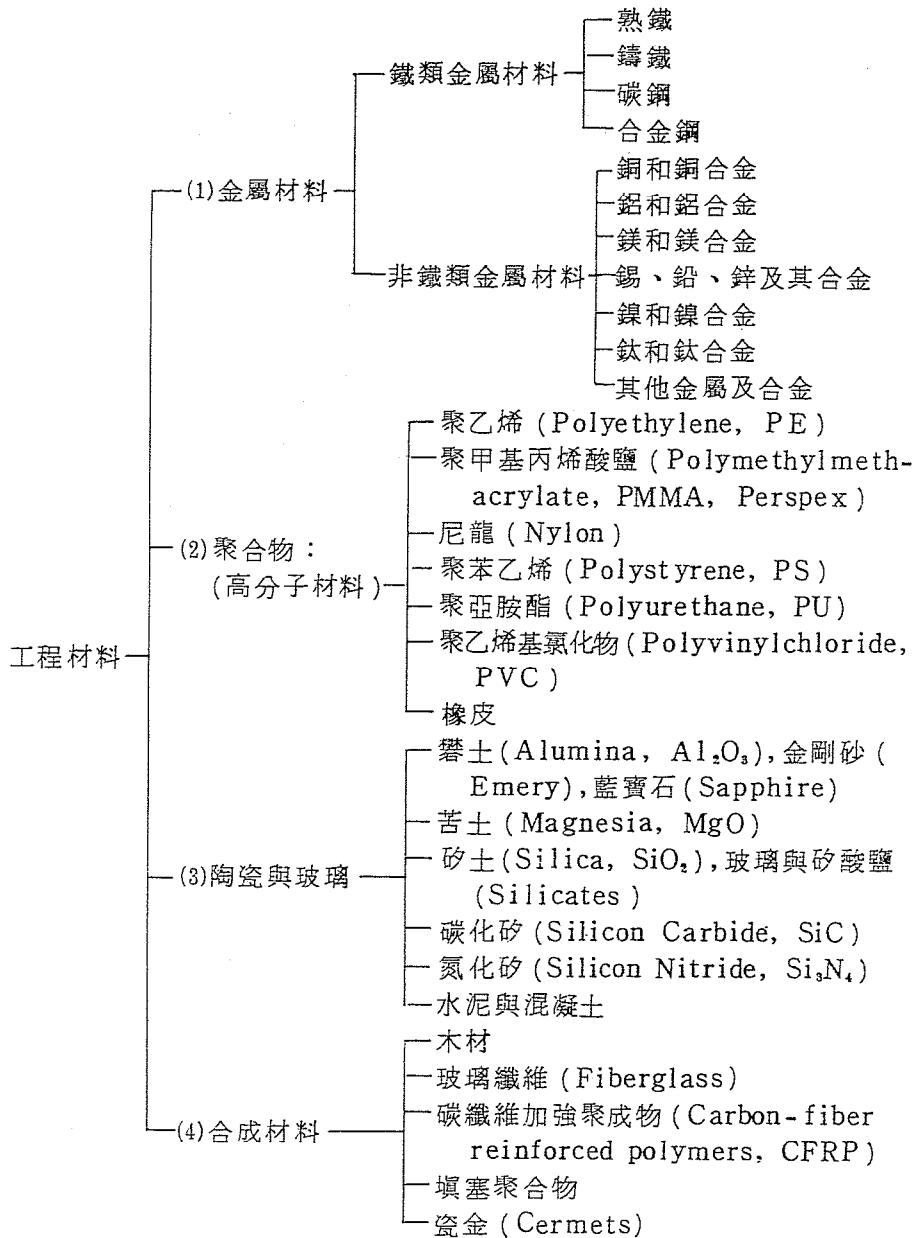 熟鐵
鑄鐵
碳鋼
合金鋼
鐵類金屬材料
銅和銅合金
鋁和鋁合金
鎂和鎂合金
錫、鉛、鋅及其合金
鎳和鎳合金
鈦和鈦合金
其他金屬及合金
非鐵類金屬材料
(1)金屬材料
聚乙烯(Polyethylene, PE)
聚甲基丙烯酸鹽(Polymethylmeth-
acrylate, PMMA, Perspex)
尼龍(Nylon)
聚苯乙烯(Polystyrene, PS)
聚亞胺酯(Polyurethane, PU)
聚乙烯基氯化物(Polyvinylchloride,
PVC)
橡皮
(2)聚合物：
(高分子材料)
工程材料
礬土(Alumina, Al₂O₃),金剛砂(
Emery),藍寶石(Sapphire)
苦土(Magnesia, MgO)
矽土(Silica, SiO₂),玻璃與矽酸鹽
(Silicates)
碳化矽(Silicon Carbide, SiC)
氮化矽(Silicon Nitride, Si₃N₄)
水泥與混凝土
(3)陶瓷與玻璃
木材
玻璃纖維(Fiberglass)
碳纖維加強聚成物(Carbon-fiber
reinforced polymers, CFRP)
塡塞聚合物
瓷金(Cermets)
(4)合成材料